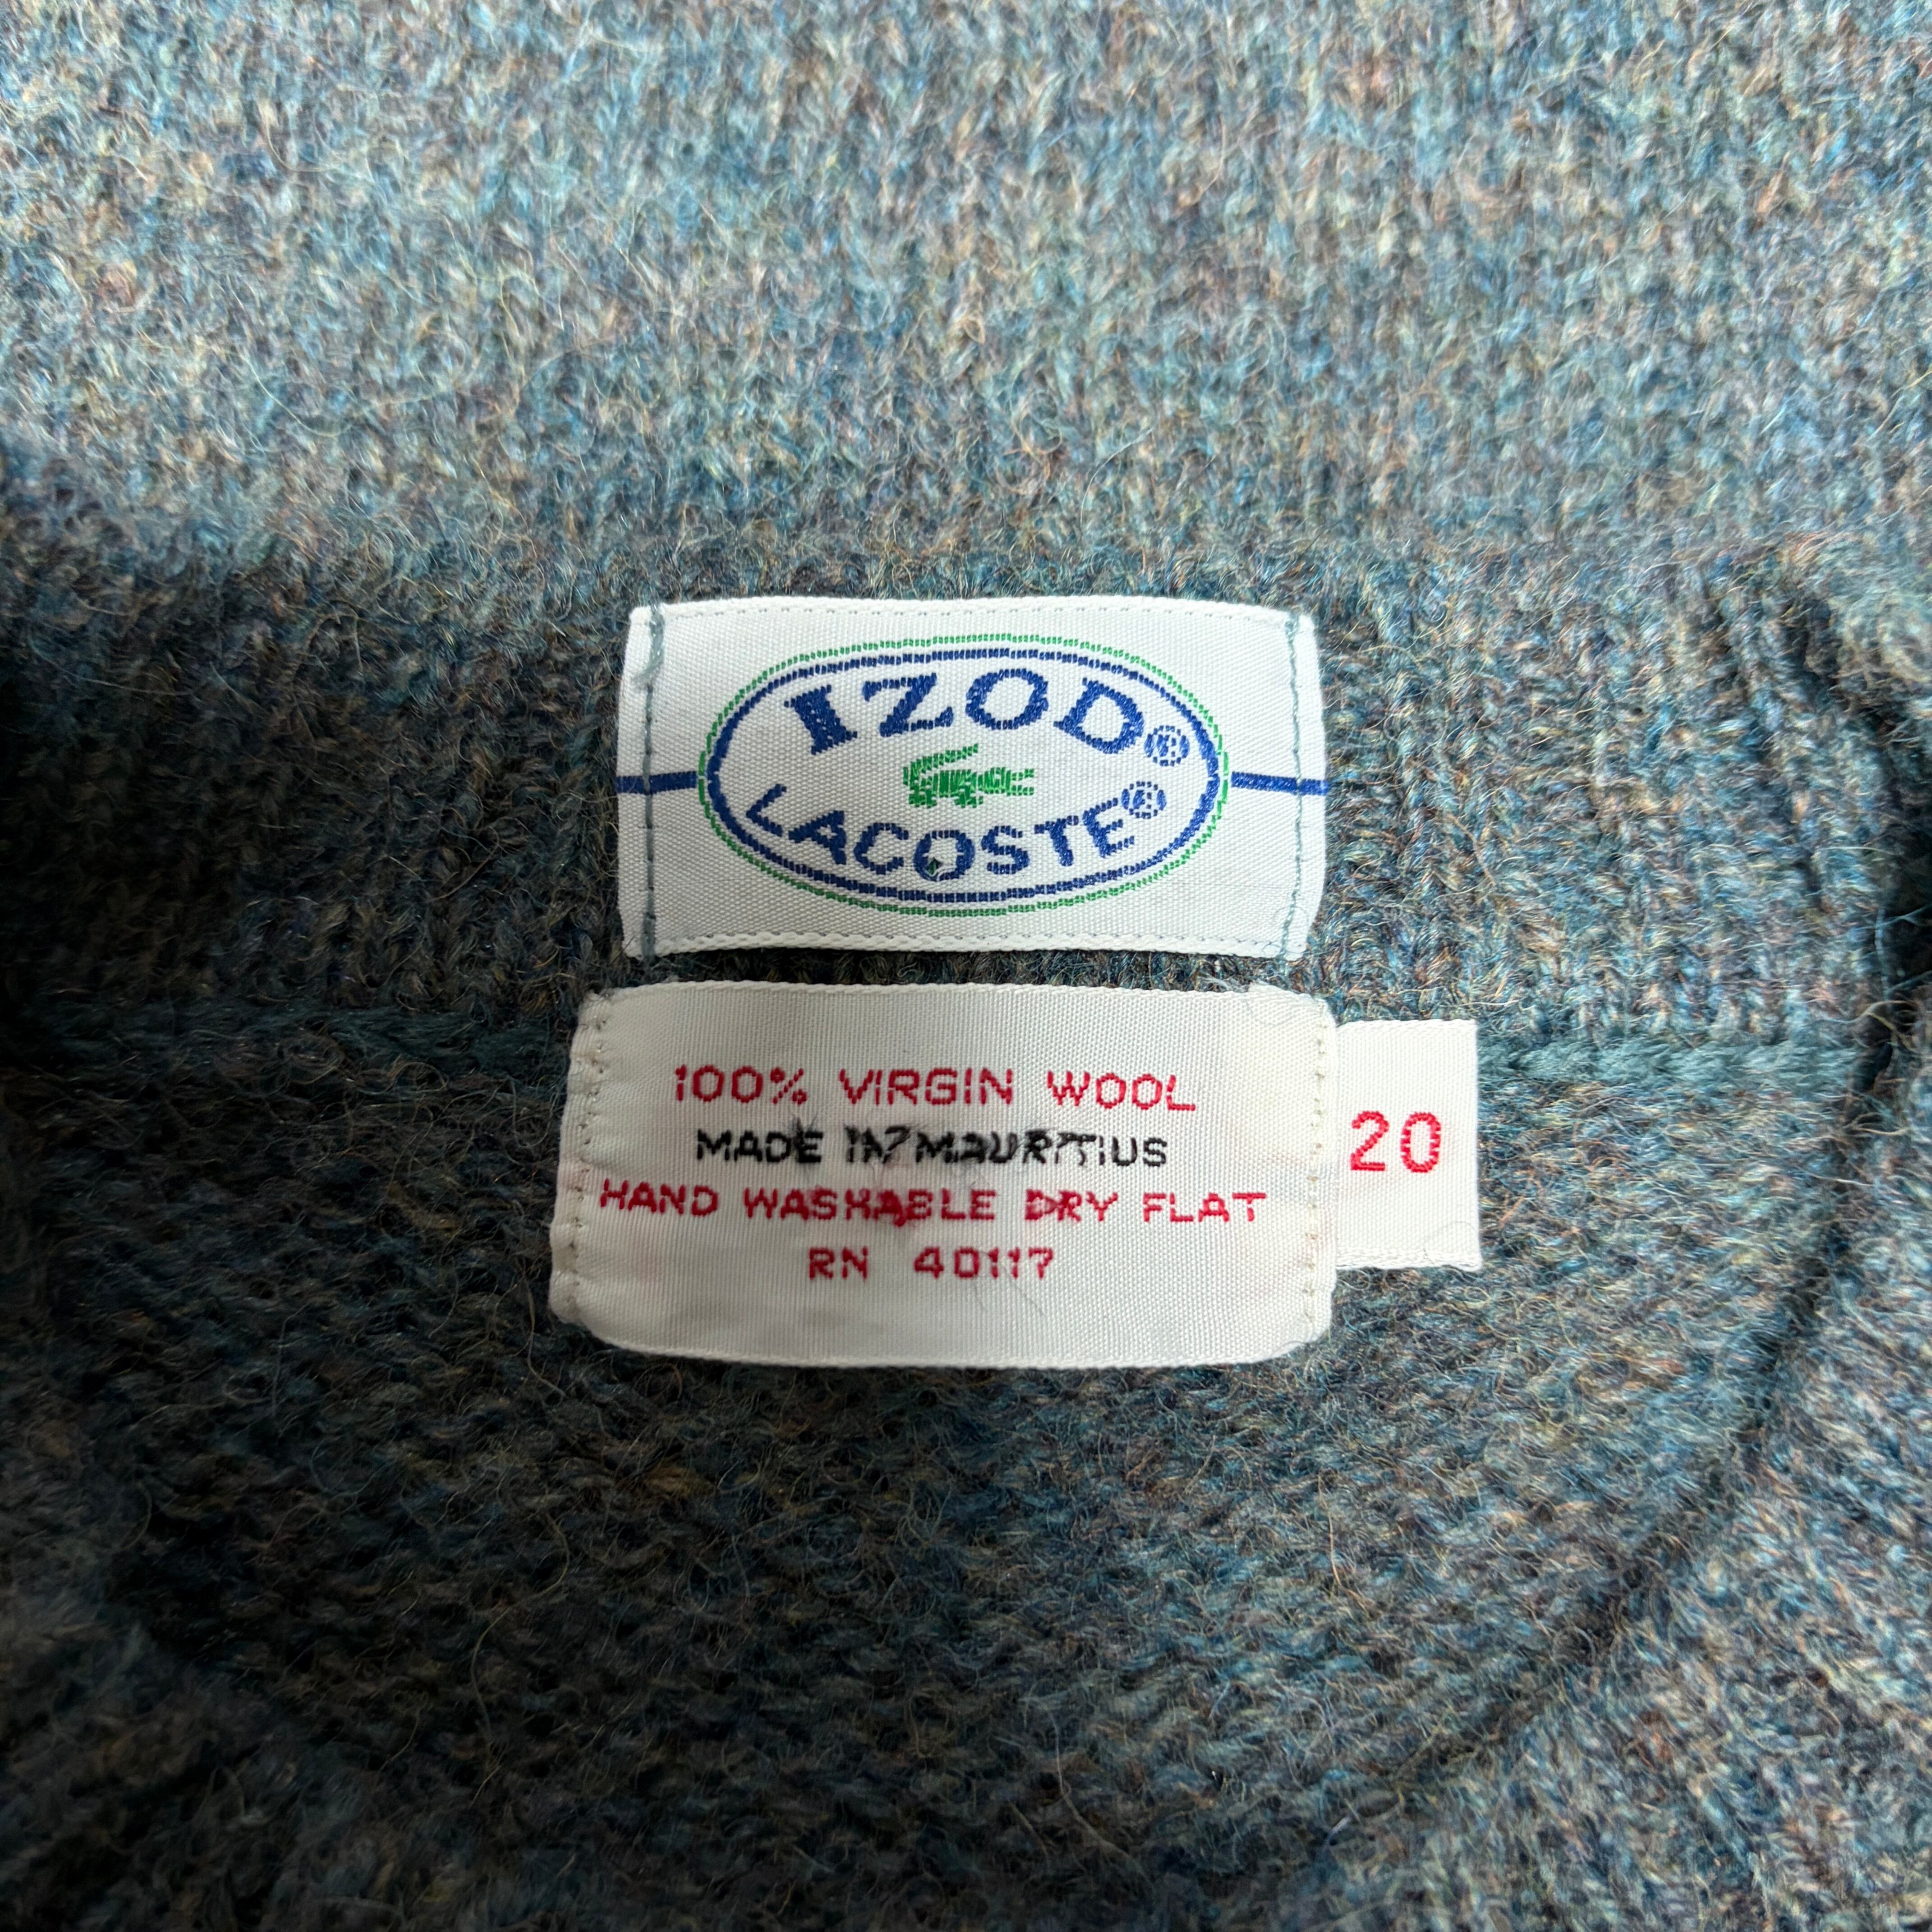 IZOD®
LACOSTE®
100% VIRGIN WOOL
MADE IN MAURITIUS
HAND WASHABLE DRY FLAT
RN 40117
20